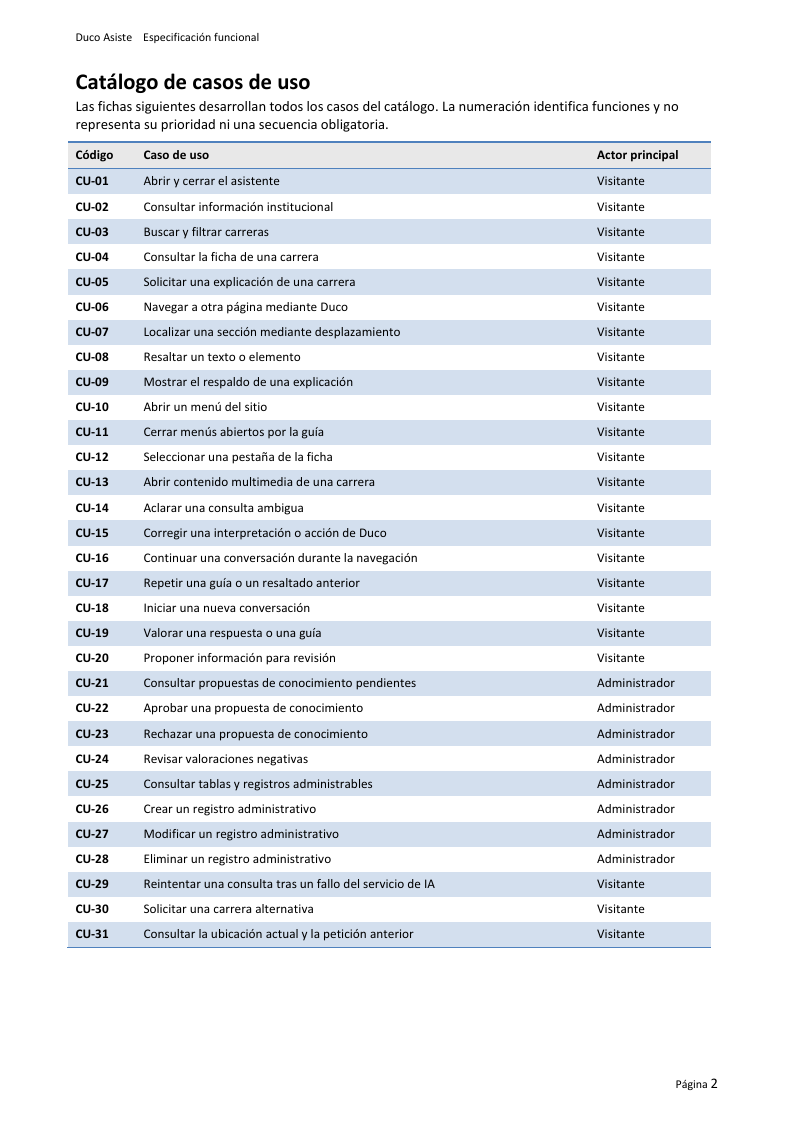 Duco Asiste Especificación funcional
Catálogo de casos de uso
Las fichas siguientes desarrollan todos los casos del catálogo. La numeración identifica funciones y no
representa su prioridad ni una secuencia obligatoria.
Código Caso de uso Actor principal
CU-01 Abrir y cerrar el asistente Visitante
CU-02 Consultar información institucional Visitante
CU-03 Buscar y filtrar carreras Visitante
CU-04 Consultar la ficha de una carrera Visitante
CU-05 Solicitar una explicación de una carrera Visitante
CU-06 Navegar a otra página mediante Duco Visitante
CU-07 Localizar una sección mediante desplazamiento Visitante
CU-08 Resaltar un texto o elemento Visitante
CU-09 Mostrar el respaldo de una explicación Visitante
CU-10 Abrir un menú del sitio Visitante
CU-11 Cerrar menús abiertos por la guía Visitante
CU-12 Seleccionar una pestaña de la ficha Visitante
CU-13 Abrir contenido multimedia de una carrera Visitante
CU-14 Aclarar una consulta ambigua Visitante
CU-15 Corregir una interpretación o acción de Duco Visitante
CU-16 Continuar una conversación durante la navegación Visitante
CU-17 Repetir una guía o un resaltado anterior Visitante
CU-18 Iniciar una nueva conversación Visitante
CU-19 Valorar una respuesta o una guía Visitante
CU-20 Proponer información para revisión Visitante
CU-21 Consultar propuestas de conocimiento pendientes Administrador
CU-22 Aprobar una propuesta de conocimiento Administrador
CU-23 Rechazar una propuesta de conocimiento Administrador
CU-24 Revisar valoraciones negativas Administrador
CU-25 Consultar tablas y registros administrables Administrador
CU-26 Crear un registro administrativo Administrador
CU-27 Modificar un registro administrativo Administrador
CU-28 Eliminar un registro administrativo Administrador
CU-29 Reintentar una consulta tras un fallo del servicio de IA Visitante
CU-30 Solicitar una carrera alternativa Visitante
CU-31 Consultar la ubicación actual y la petición anterior Visitante
Página 2